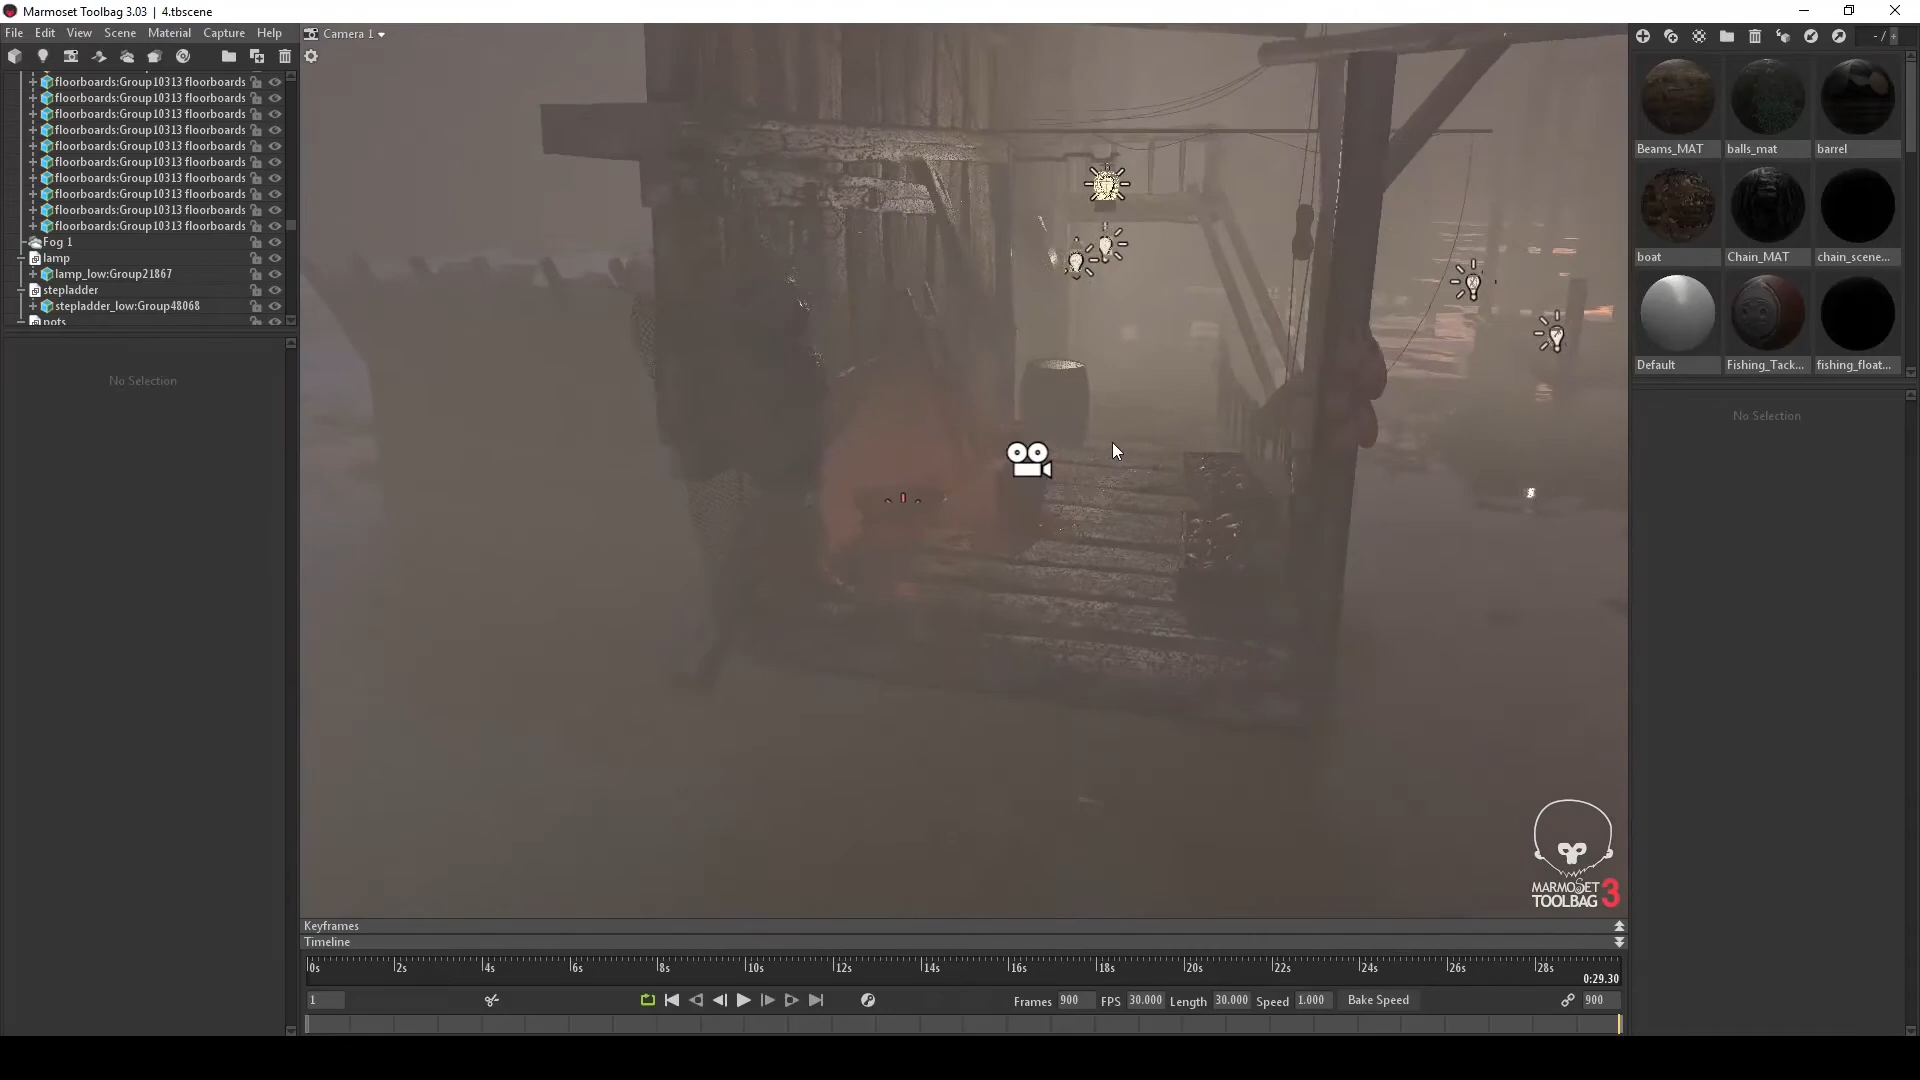 Marmoset Toolbag 3.03 | 4.tbscene
File Edit View Scene Material Capture Help
Camera 1
floorboards:Group10313 floorboards
floorboards:Group10313 floorboards
floorboards:Group10313 floorboards
floorboards:Group10313 floorboards
floorboards:Group10313 floorboards
floorboards:Group10313 floorboards
floorboards:Group10313 floorboards
floorboards:Group10313 floorboards
floorboards:Group10313 floorboards
floorboards:Group10313 floorboards
Fog 1
lamp
lamp_low:Group21867
stepladder
stepladder_low:Group48068
pots
No Selection
- /
Beams_MAT balls_mat barrel
boat Chain_MAT chain_scene...
Default Fishing_Tack... fishing_float...
No Selection
MARMOSET
TOOLBAG 3
Keyframes
Timeline
0s 2s 4s 6s 8s 10s 12s 14s 16s 18s 20s 22s 24s 26s 28s
0:29.30
1 Frames 900 FPS 30.000 Length 30.000 Speed 1.000 Bake Speed 900